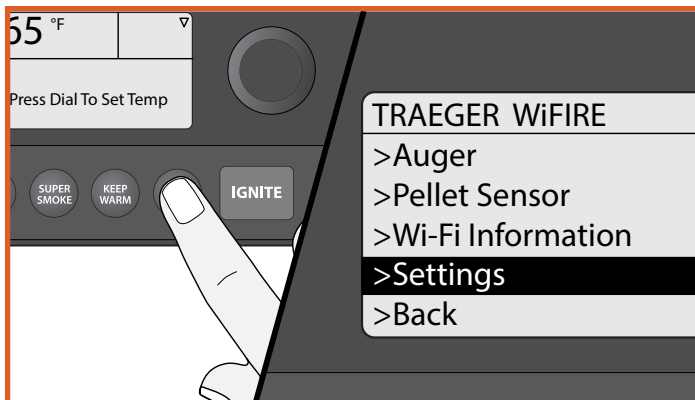 65 °F
Press Dial To Set Temp
SUPER
SMOKE
KEEP
WARM
IGNITE
TRAEGER WiFIRE
>Auger
>Pellet Sensor
>Wi-Fi Information
>Settings
>Back